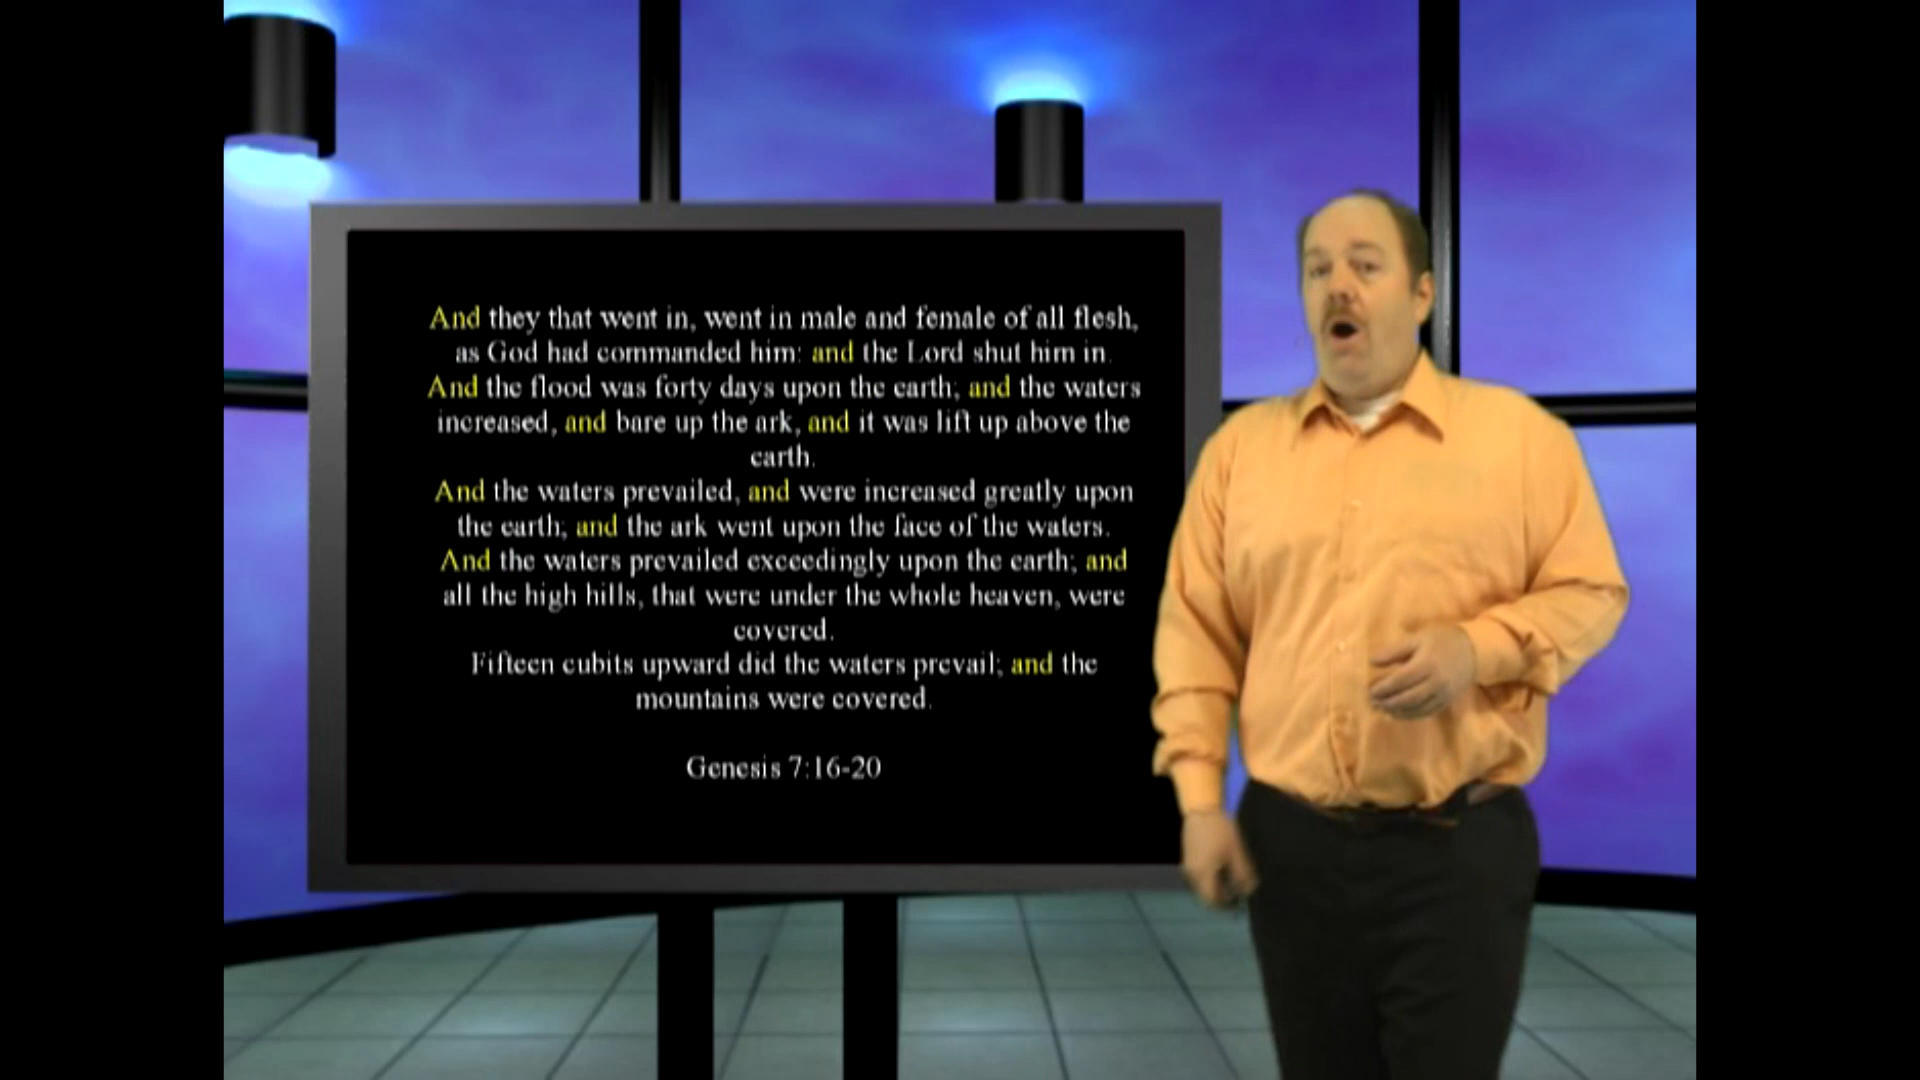 And they that went in, went in male and female of all flesh,
as God had commanded him: and the Lord shut him in.
And the flood was forty days upon the earth; and the waters
increased, and bare up the ark, and it was lift up above the
earth.
And the waters prevailed, and were increased greatly upon
the earth; and the ark went upon the face of the waters.
And the waters prevailed exceedingly upon the earth; and
all the high hills, that were under the whole heaven, were
covered.
Fifteen cubits upward did the waters prevail; and the
mountains were covered.
Genesis 7:16-20